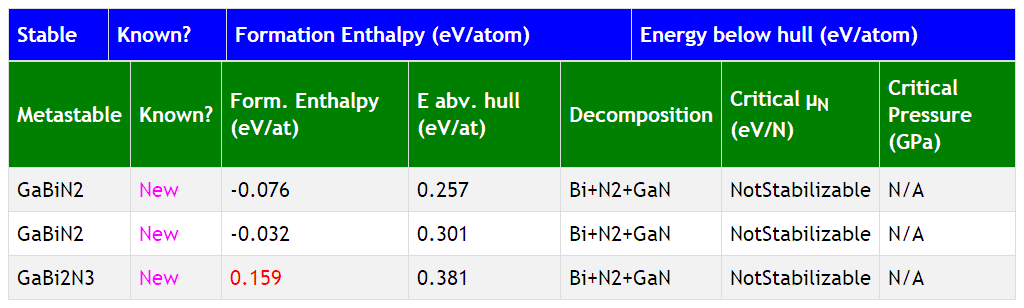 Stable Known? Formation Enthalpy (eV/atom) Energy below hull (eV/atom)
Metastable Known? Form. Enthalpy (eV/at) E abv. hull (eV/at) Decomposition Critical μN (eV/N) Critical Pressure (GPa)
GaBiN2 New -0.076 0.257 Bi+N2+GaN NotStabilizable N/A
GaBiN2 New -0.032 0.301 Bi+N2+GaN NotStabilizable N/A
GaBi2N3 New 0.159 0.381 Bi+N2+GaN NotStabilizable N/A